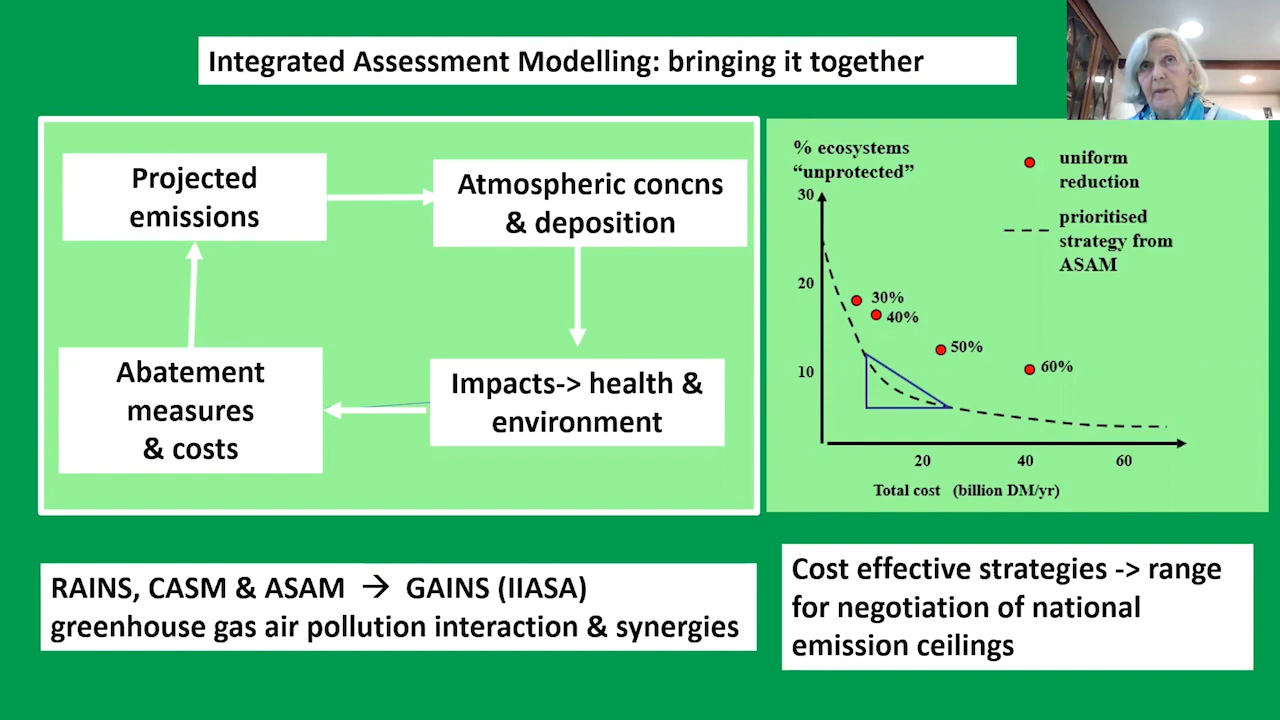 Integrated Assessment Modelling: bringing it together
Projected
emissions
Atmospheric concns
& deposition
Abatement
measures
& costs
Impacts-> health &
environment
% ecosystems
“unprotected”
30
20
10
uniform
reduction
prioritised
strategy from
ASAM
30%
40%
50%
60%
20
40
60
Total cost (billion DM/yr)
RAINS, CASM & ASAM → GAINS (IIASA)
greenhouse gas air pollution interaction & synergies
Cost effective strategies -> range
for negotiation of national
emission ceilings